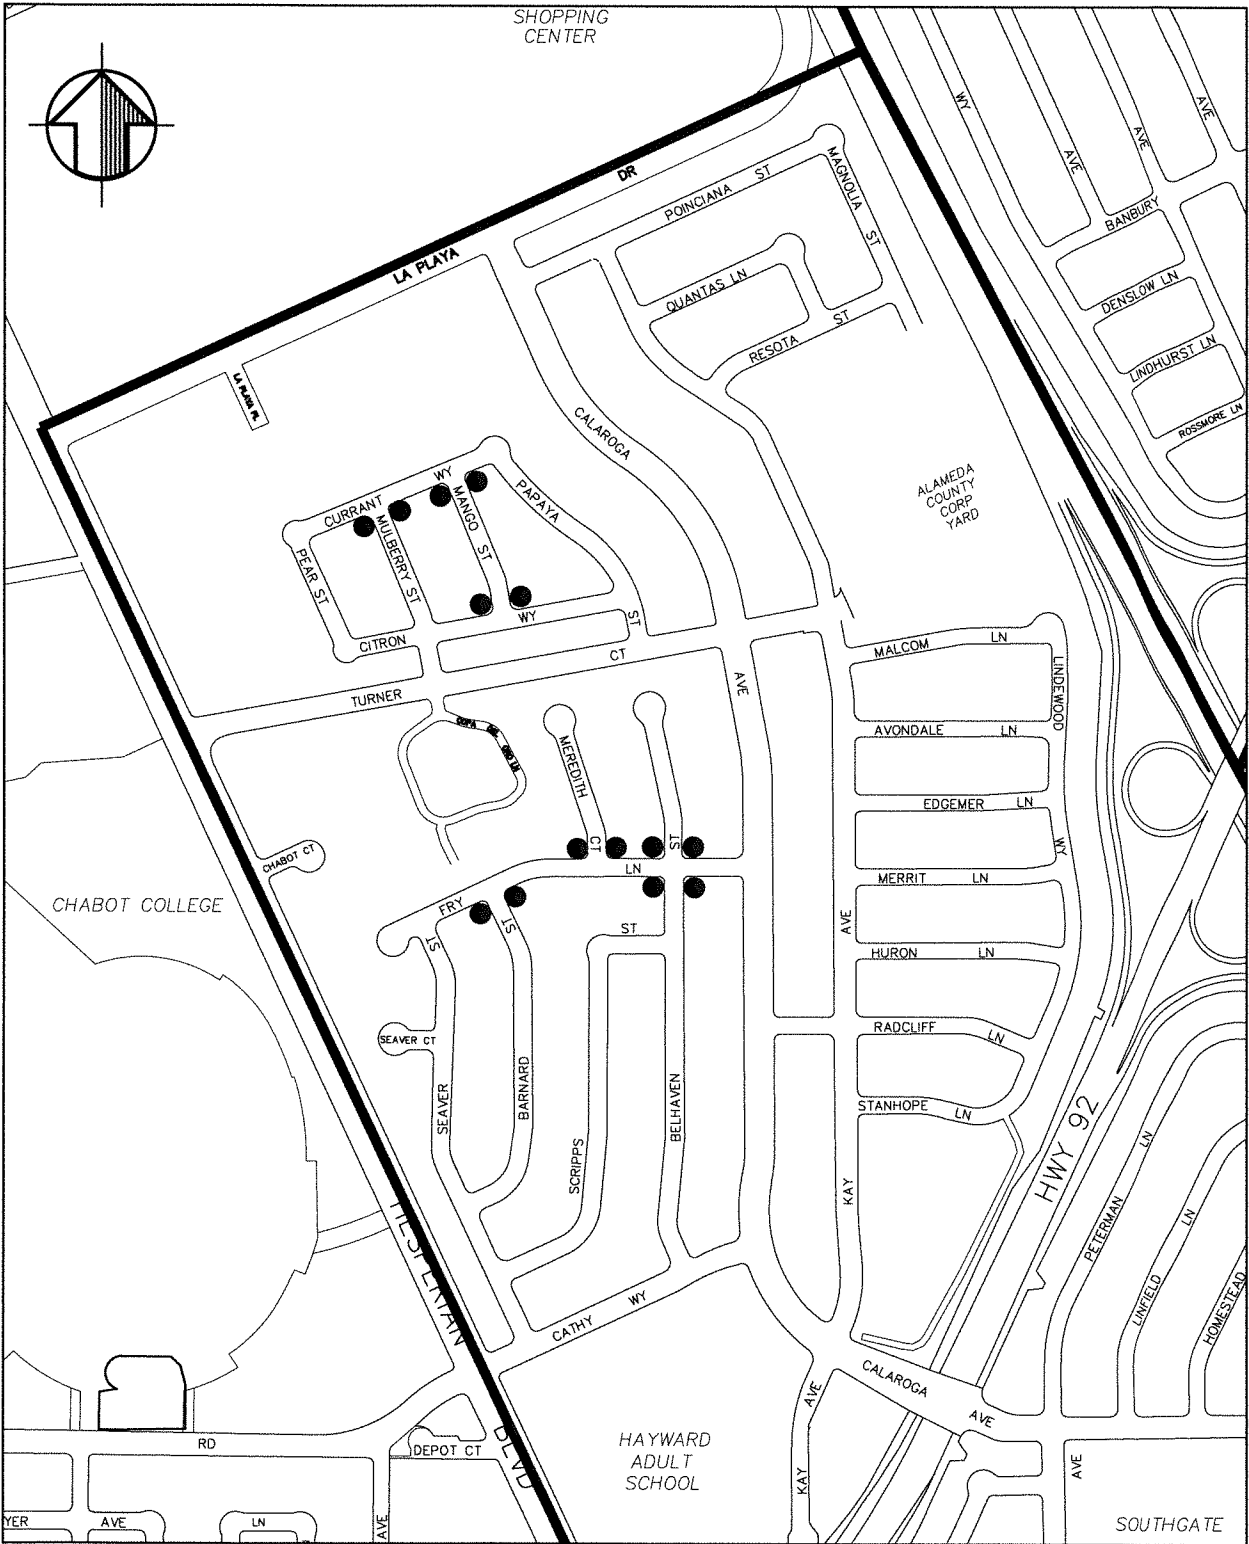 SHOPPING
CENTER
WY
AVE
AVE
AVE
DR
POINCIANA ST
MAGNOLIA ST
BANBURY
LA PLAYA
QUANTAS LN
DENSLOW LN
RESOTA ST
LINDHURST LN
LA PLAYA PL
ROSSMORE LN
CALAROGA
CURRANT WY
PAPAYA
MANGO ST
MULBERRY ST
PEAR ST
ALAMEDA
COUNTY
CORP
YARD
WY
ST
CITRON
CT
TURNER
AVE
MALCOM LN
LINDEWOOD
AVONDALE LN
MEREDITH
EDGEMER LN
CT
ST
WY
CHABOT CT
LN
MERRIT LN
CHABOT COLLEGE
FRY
ST
ST
ST
AVE
HURON LN
RADCLIFF LN
SEAVER CT
SEAVER
BARNARD
BELHAVEN
STANHOPE LN
SCRIPPS
HWY 92
KAY
PETERMAN LN
LINFIELD LN
HOMESTEAD
HESPERIAN
CATHY WY
CALAROGA
AVE
AVE
RD
DEPOT CT
BLVD
HAYWARD
ADULT
SCHOOL
KAY
AVE
YER AVE
LN
AVE
SOUTHGATE